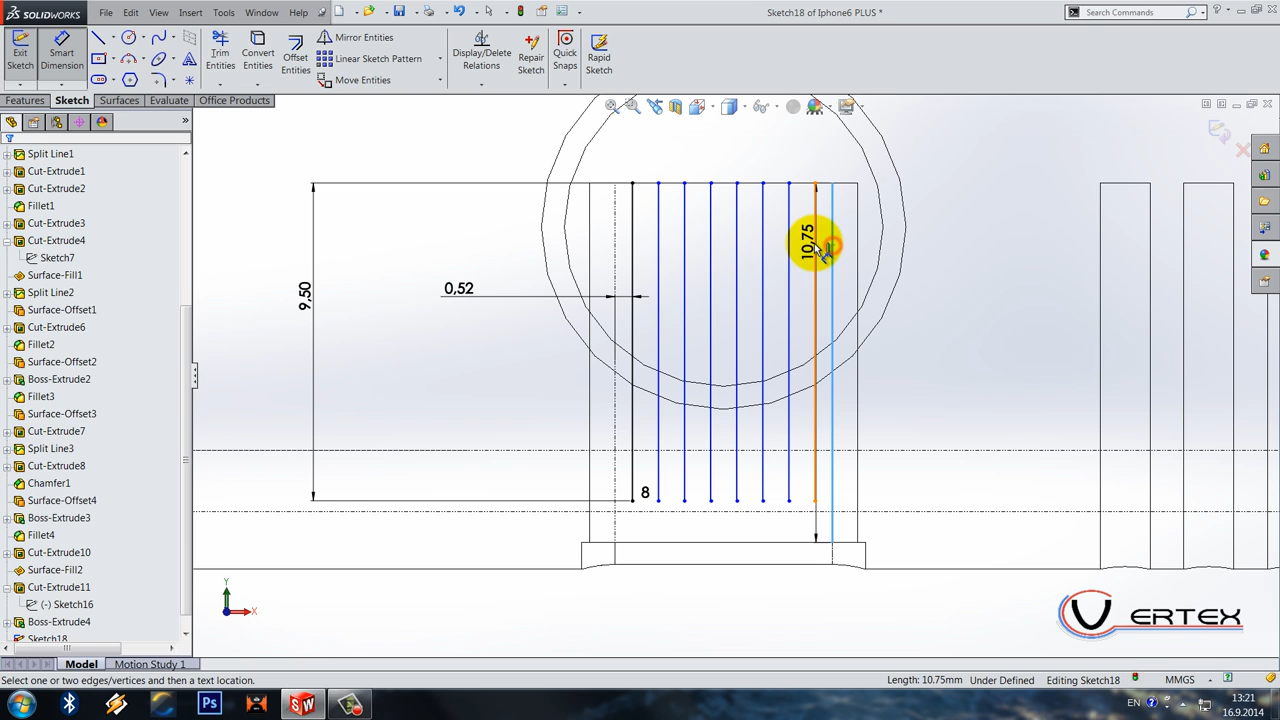 SOLIDWORKS
File
Edit
View
Insert
Tools
Window
Help
Sketch18 of Iphone6 PLUS *
Search Commands
Exit Sketch
Smart Dimension
Trim Entities
Convert Entities
Offset Entities
Mirror Entities
Linear Sketch Pattern
Move Entities
Display/Delete Relations
Repair Sketch
Quick Snaps
Rapid Sketch
Features
Sketch
Surfaces
Evaluate
Office Products
Split Line1
Cut-Extrude1
Cut-Extrude2
Fillet1
Cut-Extrude3
Cut-Extrude4
Sketch7
Surface-Fill1
Split Line2
Surface-Offset1
Cut-Extrude6
Fillet2
Surface-Offset2
Boss-Extrude2
Fillet3
Surface-Offset3
Cut-Extrude7
Split Line3
Cut-Extrude8
Chamfer1
Surface-Offset4
Boss-Extrude3
Fillet4
Cut-Extrude10
Surface-Fill2
Cut-Extrude11
(-) Sketch16
Boss-Extrude4
Sketch18
9,50
0,52
10,75
8
Y
X
VERTEX
Model
Motion Study 1
Select one or two edges/vertices and then a text location.
Length: 10.75mm
Under Defined
Editing Sketch18
MMGS
Ps
SW
EN
13:21
16.9.2014